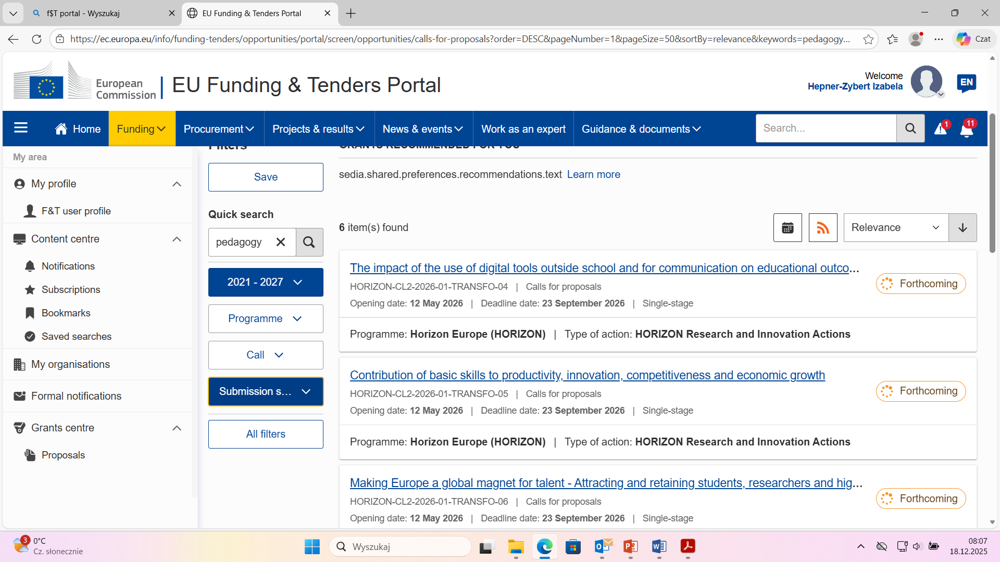 f$T portal - Wyszukaj
EU Funding & Tenders Portal
https://ec.europa.eu/info/funding-tenders/opportunities/portal/screen/opportunities/calls-for-proposals?order=DESC&pageNumber=1&pageSize=50&sortBy=relevance&keywords=pedagogy...
Czat
European Commission
EU Funding & Tenders Portal
Welcome
Hepner-Zybert Izabela
EN
Home
Funding
Procurement
Projects & results
News & events
Work as an expert
Guidance & documents
Search...
1
11
My area
My profile
F&T user profile
Content centre
Notifications
Subscriptions
Bookmarks
Saved searches
My organisations
Formal notifications
Grants centre
Proposals
Filters
Save
Quick search
pedagogy
2021 - 2027
Programme
Call
Submission s...
All filters
GRANTS RECOMMENDED FOR YOU
sedia.shared.preferences.recommendations.text Learn more
6 item(s) found
Relevance
The impact of the use of digital tools outside school and for communication on educational outco...
HORIZON-CL2-2026-01-TRANSFO-04 | Calls for proposals
Opening date: 12 May 2026 | Deadline date: 23 September 2026 | Single-stage
Forthcoming
Programme: Horizon Europe (HORIZON) | Type of action: HORIZON Research and Innovation Actions
Contribution of basic skills to productivity, innovation, competitiveness and economic growth
HORIZON-CL2-2026-01-TRANSFO-05 | Calls for proposals
Opening date: 12 May 2026 | Deadline date: 23 September 2026 | Single-stage
Forthcoming
Programme: Horizon Europe (HORIZON) | Type of action: HORIZON Research and Innovation Actions
Making Europe a global magnet for talent - Attracting and retaining students, researchers and hig...
HORIZON-CL2-2026-01-TRANSFO-06 | Calls for proposals
Opening date: 12 May 2026 | Deadline date: 23 September 2026 | Single-stage
Forthcoming
3
0°C
Cz. słonecznie
Wyszukaj
08:07
18.12.2025